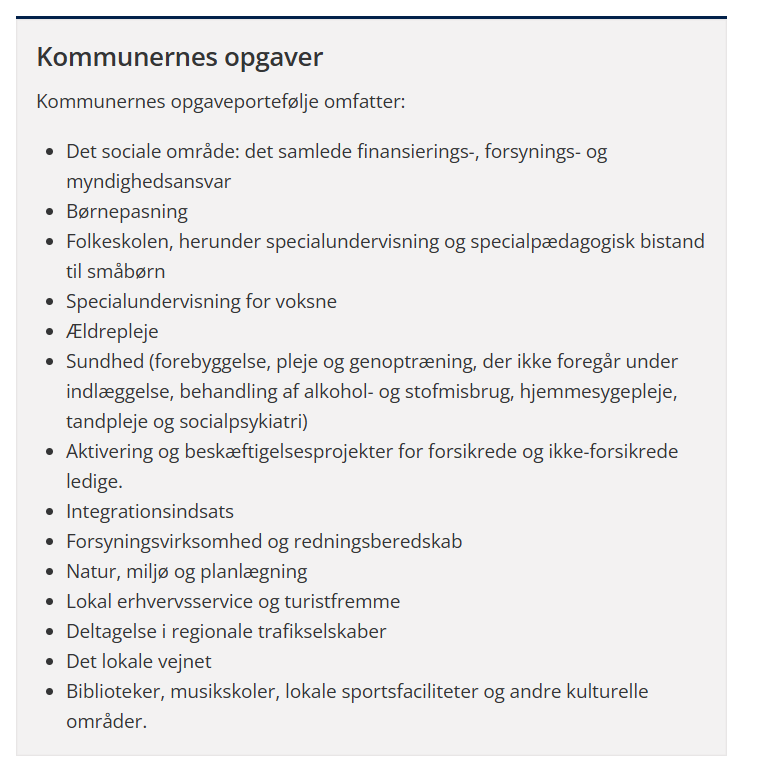 Kommunernes opgaver
Kommunernes opgaveportefølje omfatter:
• Det sociale område: det samlede finansierings-, forsynings- og
myndighedsansvar
• Børnepasning
• Folkeskolen, herunder specialundervisning og specialpædagogisk bistand
til småbørn
• Specialundervisning for voksne
• Ældrepleje
• Sundhed (forebyggelse, pleje og genoptræning, der ikke foregår under
indlæggelse, behandling af alkohol- og stofmisbrug, hjemmesygepleje,
tandpleje og socialpsykiatri)
• Aktivering og beskæftigelsesprojekter for forsikrede og ikke-forsikrede
ledige.
• Integrationsindsats
• Forsyningsvirksomhed og redningsberedskab
• Natur, miljø og planlægning
• Lokal erhvervsservice og turistfremme
• Deltagelse i regionale trafikselskaber
• Det lokale vejnet
• Biblioteker, musikskoler, lokale sportsfaciliteter og andre kulturelle
områder.